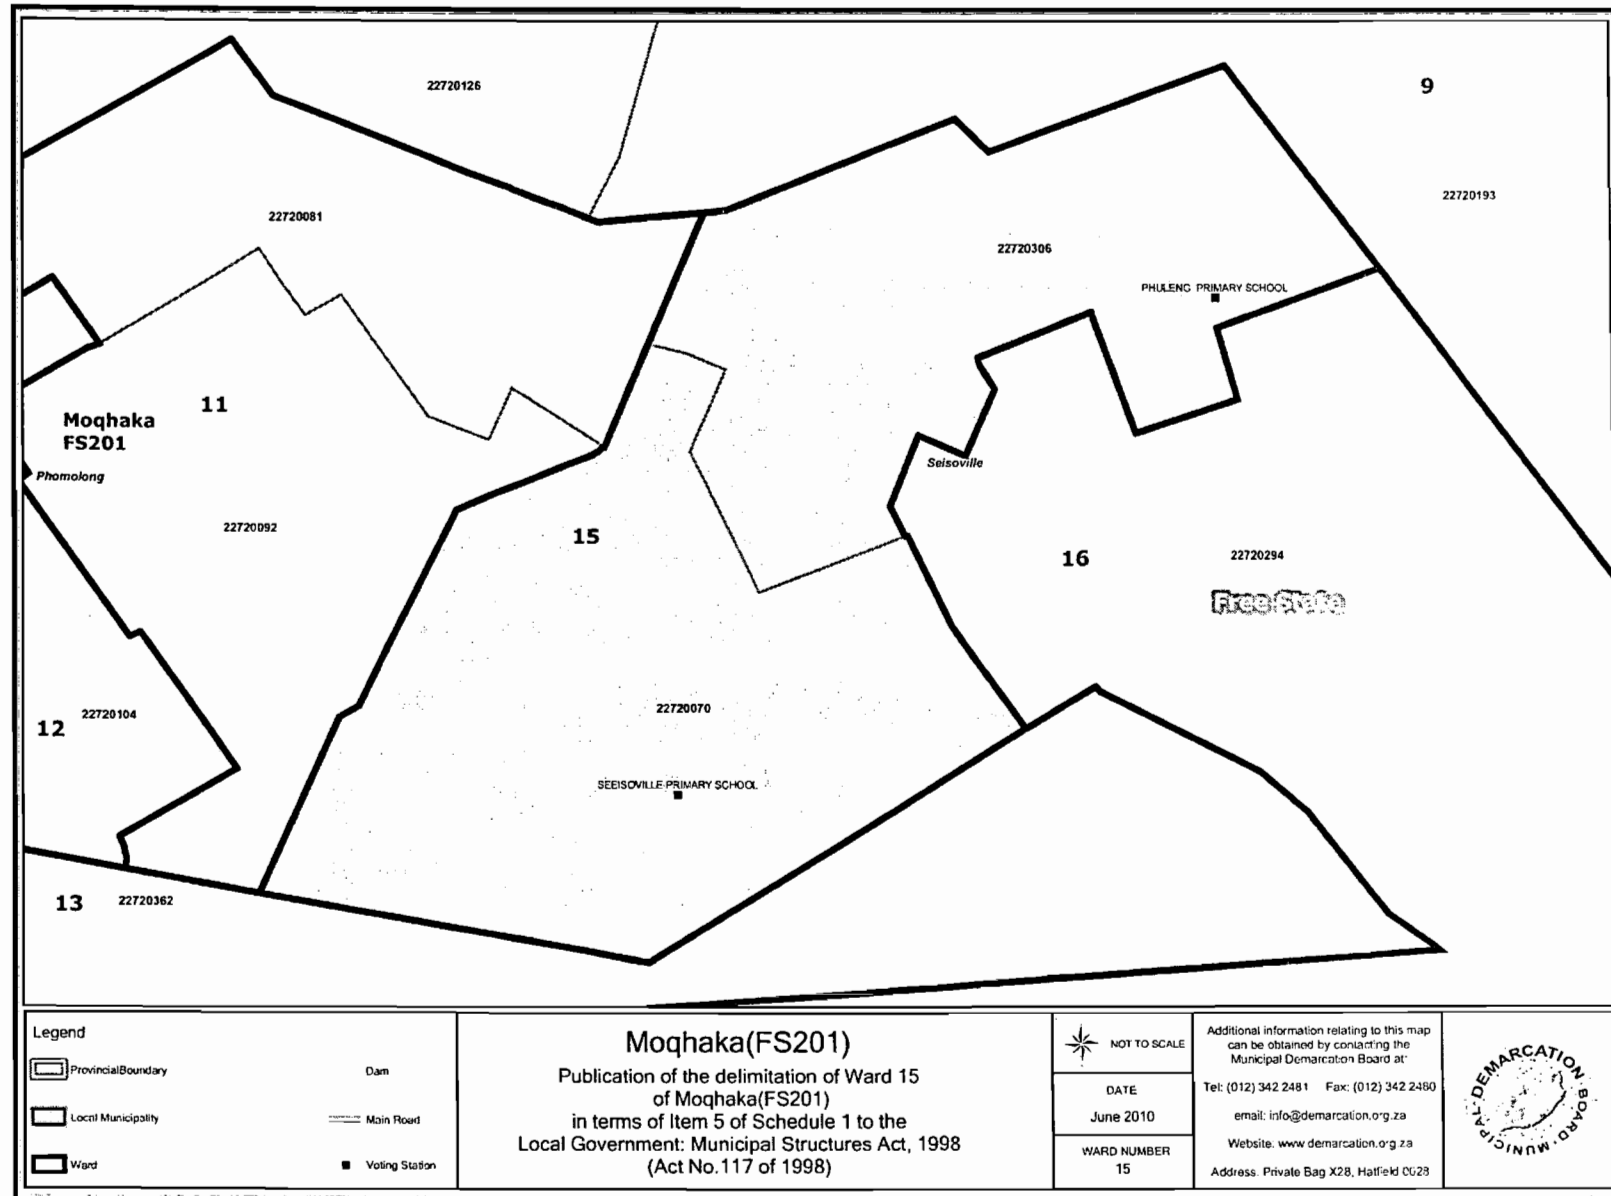 9
22720126
22720193
22720081
22720306
PHULENG PRIMARY SCHOOL
11
Moqhaka
FS201
Phomolong
Seisoville
22720092
15
16
22720294
Free State
12
22720104
22720070
SEEISOVILLE PRIMARY SCHOOL
13
22720362
Legend
ProvincialBoundary
Dam
Local Municipality
Main Road
Ward
Voting Station
Moqhaka(FS201)
Publication of the delimitation of Ward 15
of Moqhaka(FS201)
in terms of Item 5 of Schedule 1 to the
Local Government: Municipal Structures Act, 1998
(Act No.117 of 1998)
NOT TO SCALE
DATE
June 2010
WARD NUMBER
15
Additional information relating to this map
can be obtained by contacting the
Municipal Demarcation Board at:
Tel: (012) 342 2481 Fax: (012) 342 2480
email: info@demarcation.org.za
Website: www demarcation.org za
Address. Private Bag X28, Hatfield 0028
MUNICIPAL DEMARCATION BOARD